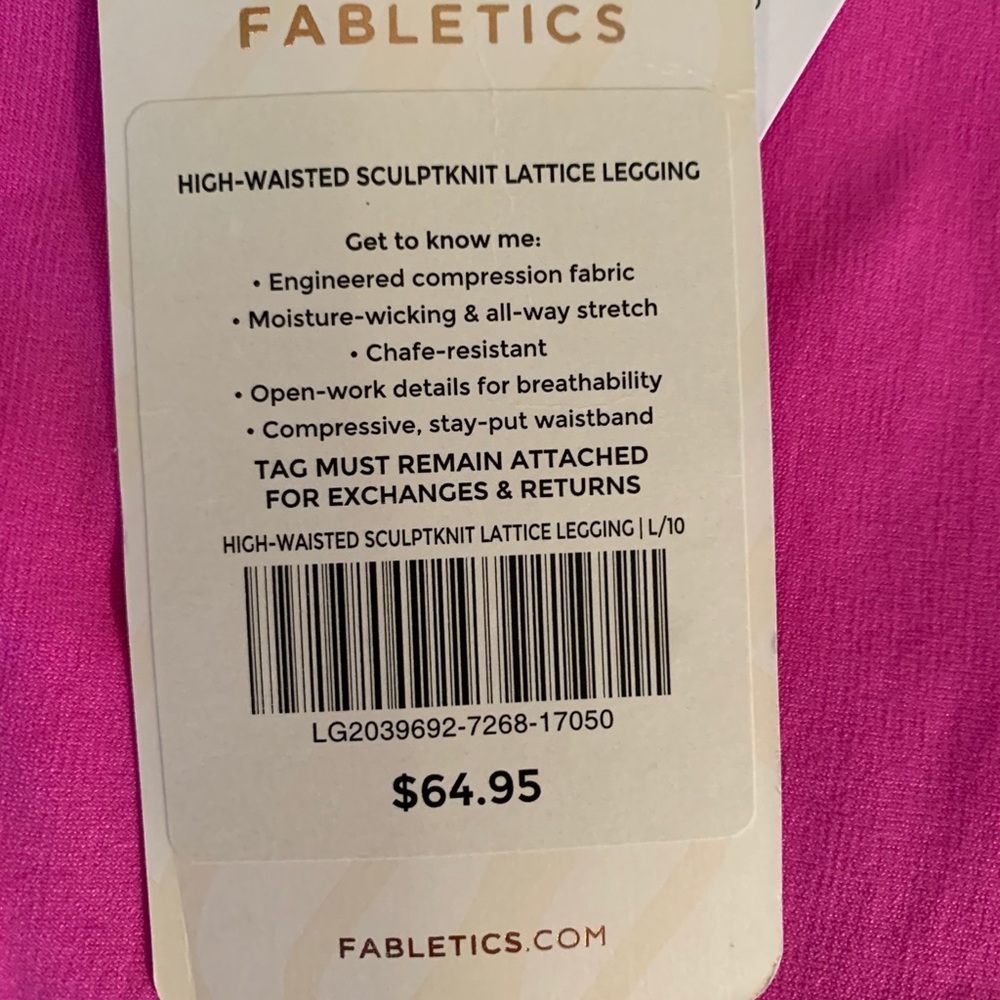 FABLETICS
HIGH-WAISTED SCULPTKNIT LATTICE LEGGING
Get to know me:
• Engineered compression fabric
• Moisture-wicking & all-way stretch
• Chafe-resistant
• Open-work details for breathability
• Compressive, stay-put waistband
TAG MUST REMAIN ATTACHED
FOR EXCHANGES & RETURNS
HIGH-WAISTED SCULPTKNIT LATTICE LEGGING | L/10
LG2039692-7268-17050
$64.95
FABLETICS.COM